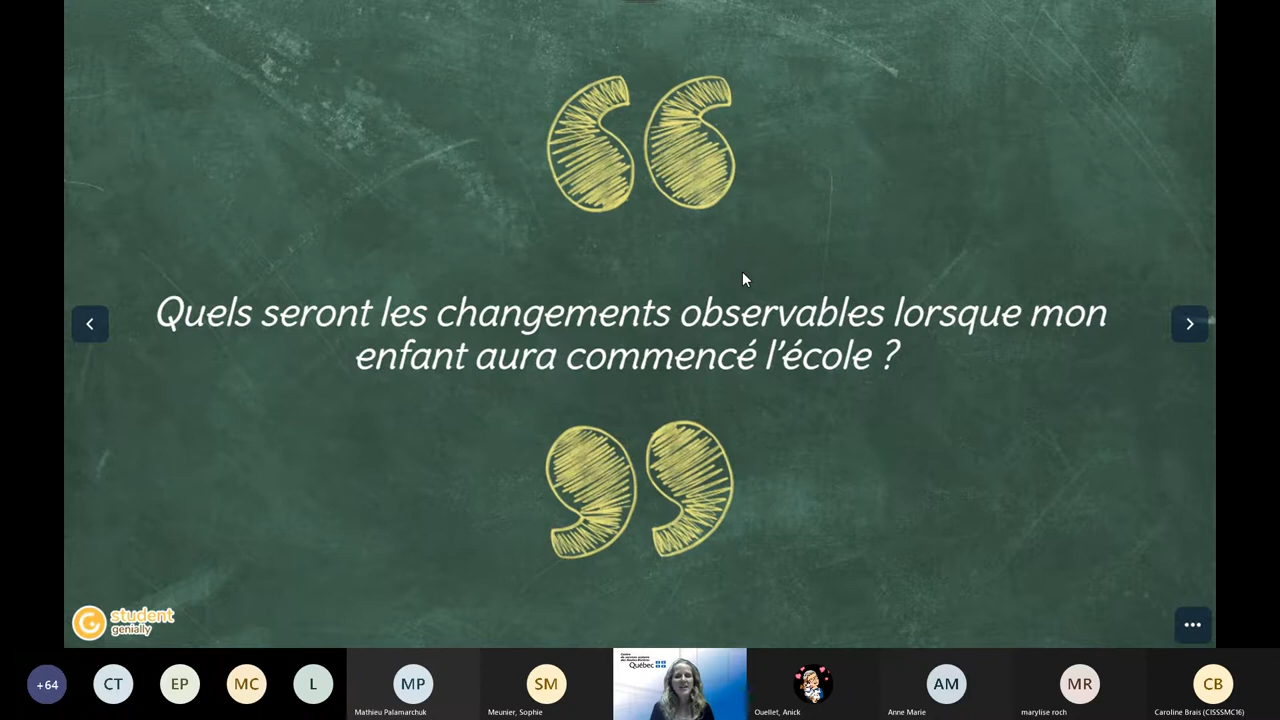 Quels seront les changements observables lorsque mon
enfant aura commencé l'école ?
student
genially
+64
CT
EP
MC
L
MP
Mathieu Palamarchuk
SM
Meunier, Sophie
Québec
Ouellet, Anick
AM
Anne Marie
MR
marylise roch
CB
Caroline Brais (CISSSMC16)